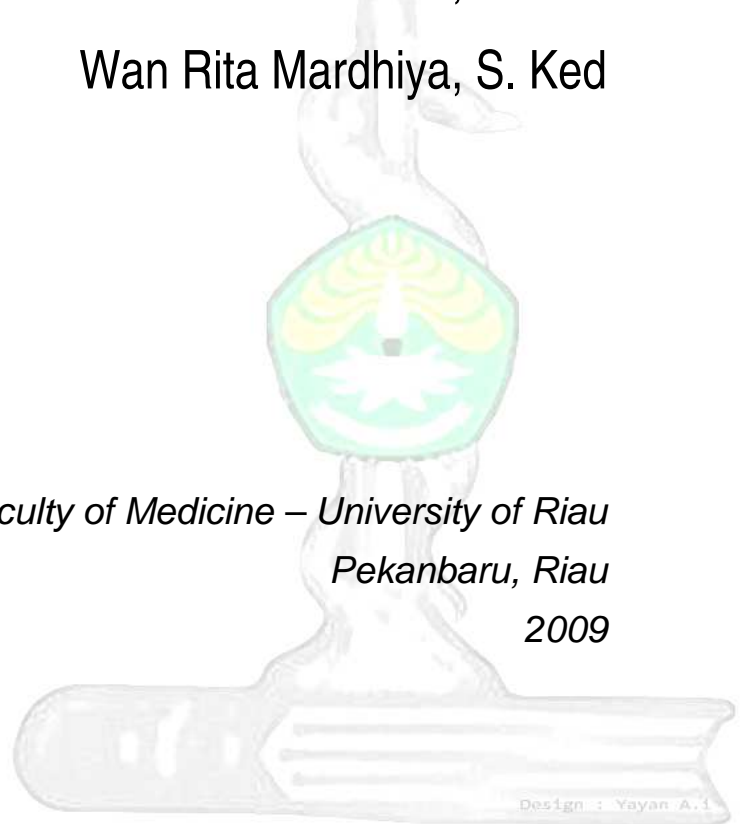 Wan Rita Mardhiya, S. Ked
culty of Medicine – University of Riau
Pekanbaru, Riau
2009
Design : Yayan A.i